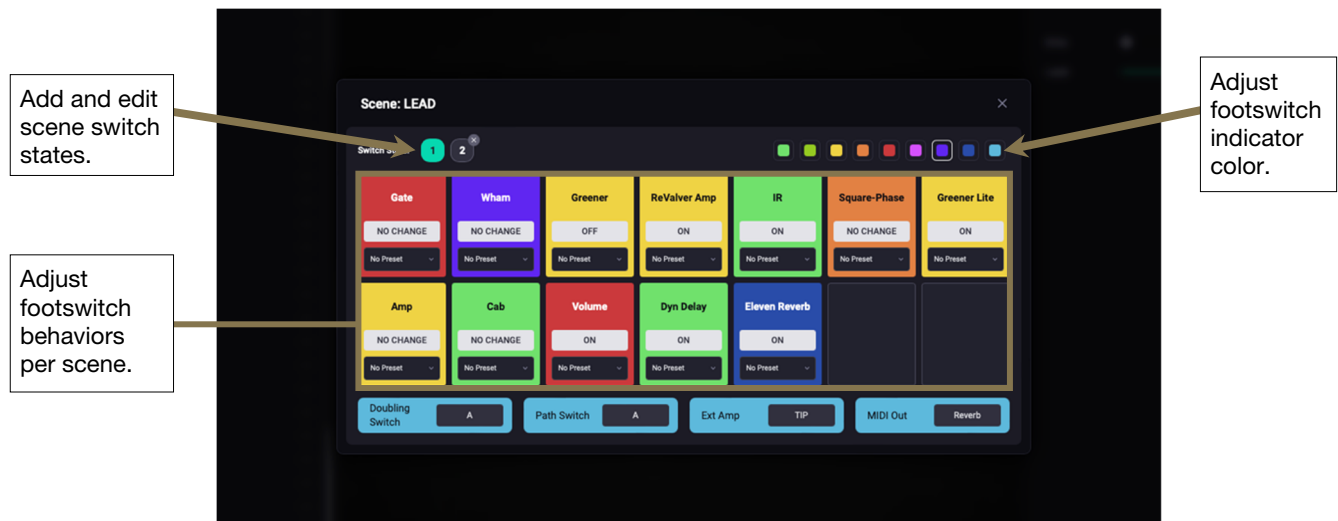 Add and edit
scene switch
states.
Adjust
footswitch
indicator
color.
Adjust
footswitch
behaviors
per scene.
Scene: LEAD
1
2
Gate
Wham
Greener
ReValver Amp
IR
Square-Phase
Greener Lite
NO CHANGE
NO CHANGE
OFF
ON
ON
NO CHANGE
ON
No Preset
No Preset
No Preset
No Preset
No Preset
No Preset
No Preset
Amp
Cab
Volume
Dyn Delay
Eleven Reverb
NO CHANGE
NO CHANGE
ON
ON
ON
No Preset
No Preset
No Preset
No Preset
No Preset
Doubling
Switch
A
Path Switch
A
Ext Amp
TIP
MIDI Out
Reverb